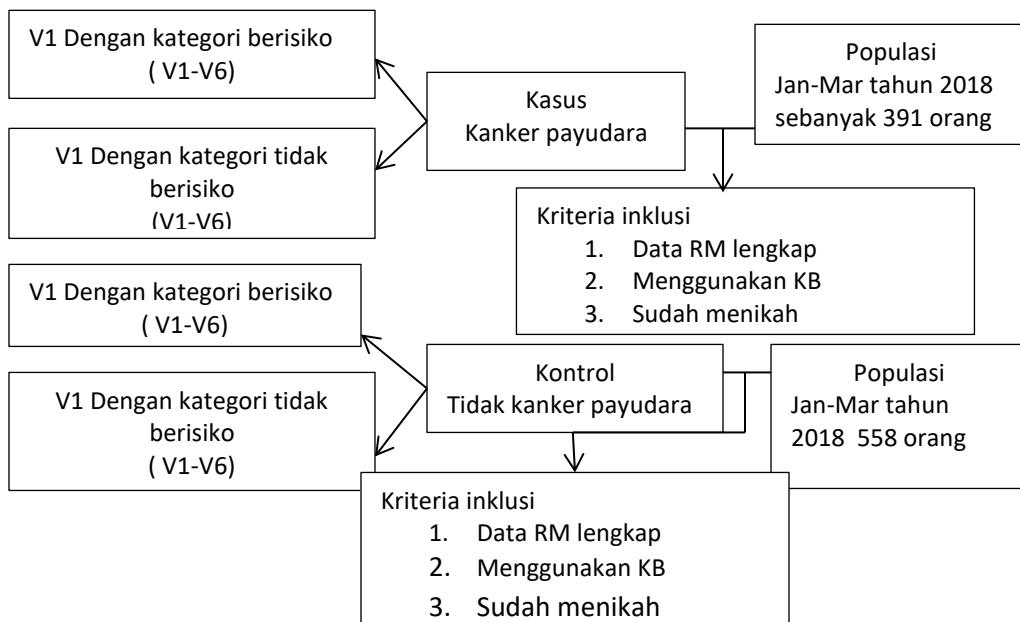 V1 Dengan kategori berisiko
( V1-V6)
V1 Dengan kategori tidak
berisiko
(V1-V6)
Kasus
Kanker payudara
Populasi
Jan-Mar tahun 2018
sebanyak 391 orang
Kriteria inklusi
1. Data RM lengkap
2. Menggunakan KB
3. Sudah menikah
V1 Dengan kategori berisiko
( V1-V6)
V1 Dengan kategori tidak
berisiko
( V1-V6)
Kontrol
Tidak kanker payudara
Populasi
Jan-Mar tahun
2018 558 orang
Kriteria inklusi
1. Data RM lengkap
2. Menggunakan KB
3. Sudah menikah